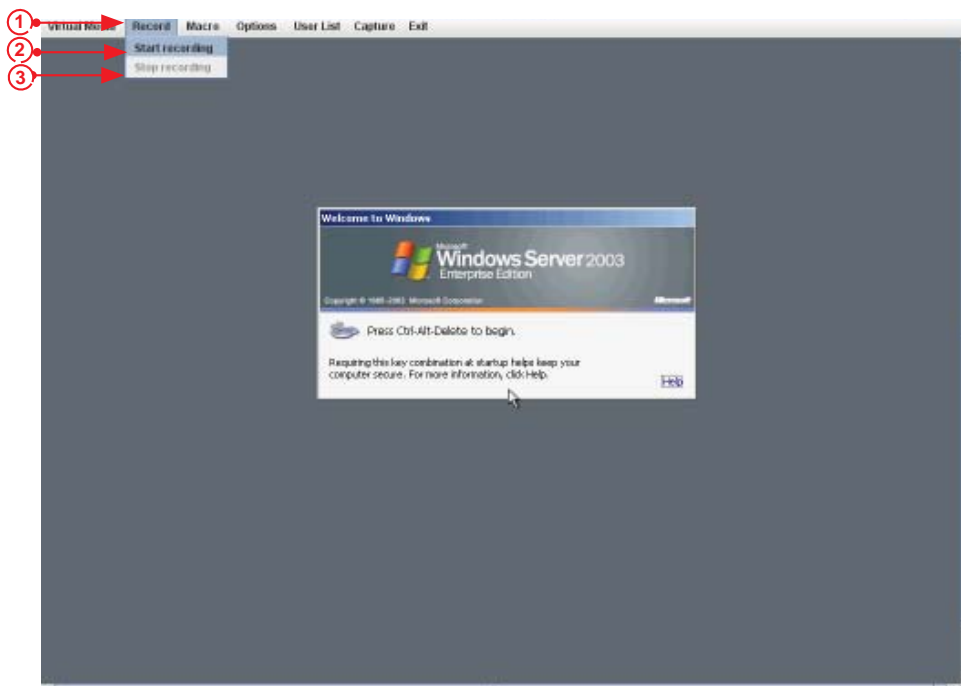 1
Virtual Media Record Macro Options User List Capture Exit
2
Start recording
3
Stop recording
Welcome to Windows
Microsoft
Windows Server 2003
Enterprise Edition
Copyright © 1985-2003 Microsoft Corporation Microsoft
Press Ctrl-Alt-Delete to begin.
Requiring this key combination at startup helps keep your
computer secure. For more information, click Help.
Help